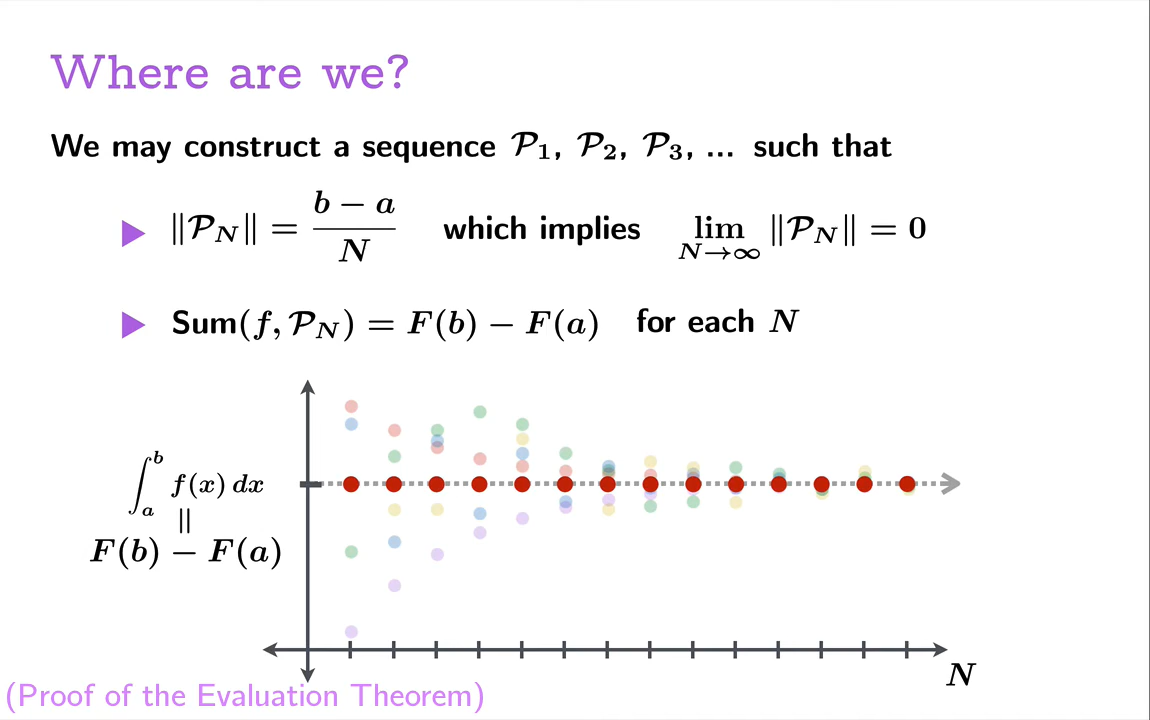 Where are we?
We may construct a sequence 𝒫₁, 𝒫₂, 𝒫₃, ... such that
▶ ‖𝒫_N‖ = \frac{b − a}{N} which implies \lim_{N→∞} ‖𝒫_N‖ = 0
▶ Sum(f, 𝒫_N) = F(b) − F(a) for each N
∫_a^b f(x) dx
||
F(b) − F(a)
N
(Proof of the Evaluation Theorem)